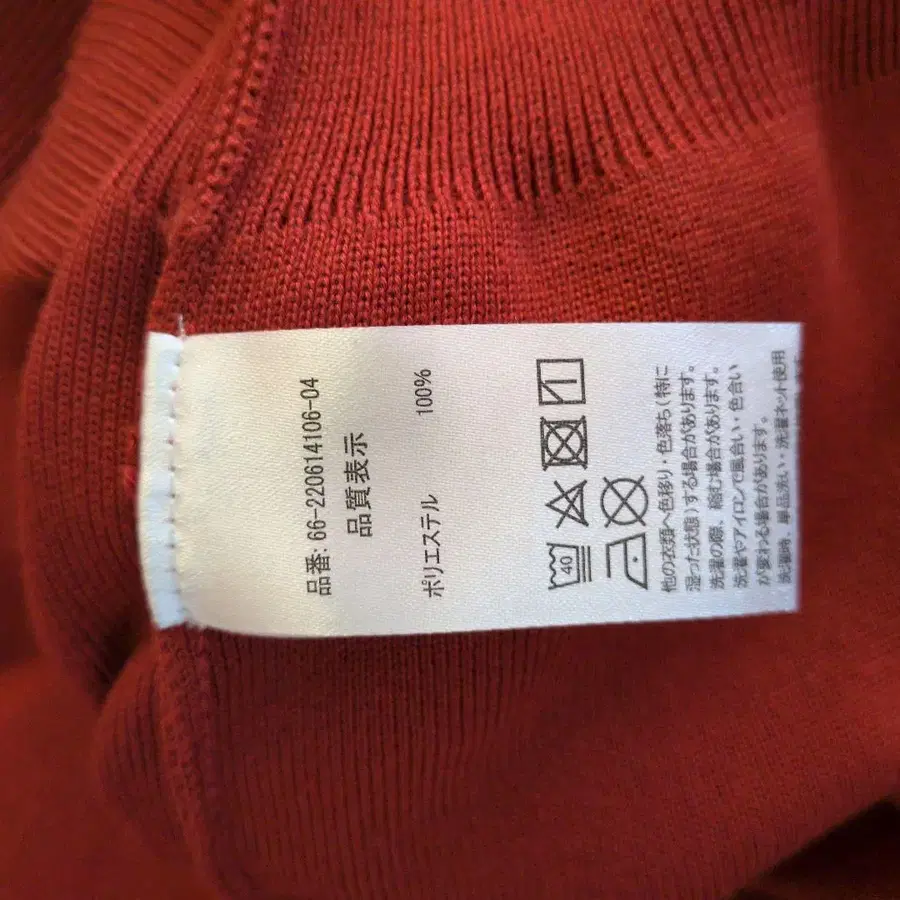 品番: 66-220614106-04
品質表示
ポリエステル 100%
40
他の衣類へ色移り・色落ち(特に
湿った状態)する場合があります。
洗濯の際、縮む場合があります。
洗濯やアイロンで風合い・色合い
が変わる場合があります。
洗濯時、単品洗い・洗濯ネット使用